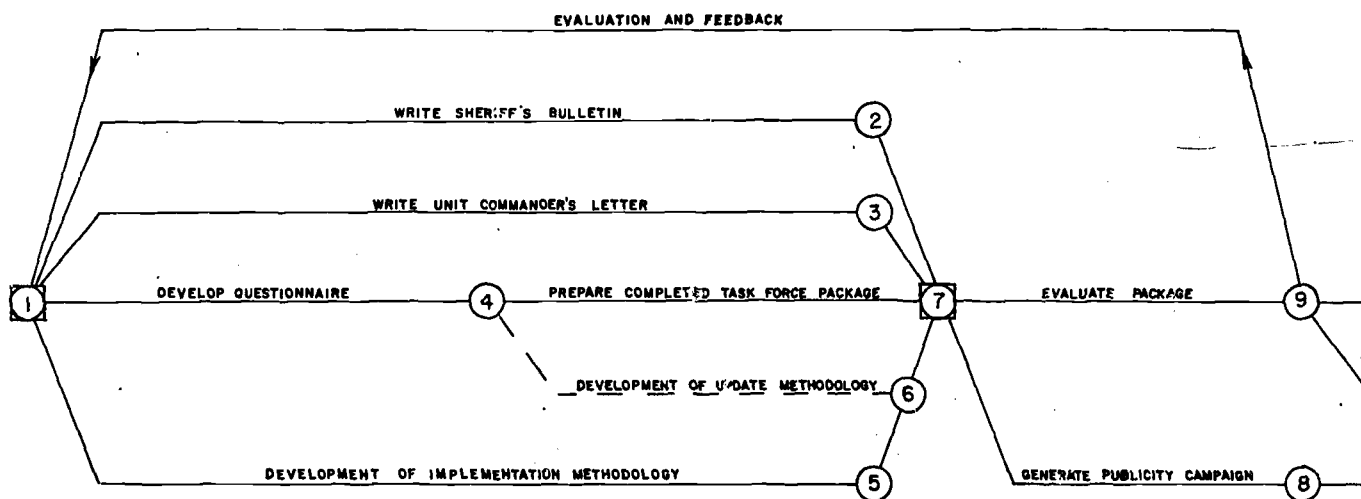 EVALUATION AND FEEDBACK
WRITE SHERIFF'S BULLETIN
2
WRITE UNIT COMMANDER'S LETTER
3
1
DEVELOP QUESTIONNAIRE
4
PREPARE COMPLETED TASK FORCE PACKAGE
7
EVALUATE PACKAGE
9
DEVELOPMENT OF UPDATE METHODOLOGY
6
DEVELOPMENT OF IMPLEMENTATION METHODOLOGY
5
GENERATE PUBLICITY CAMPAIGN
8